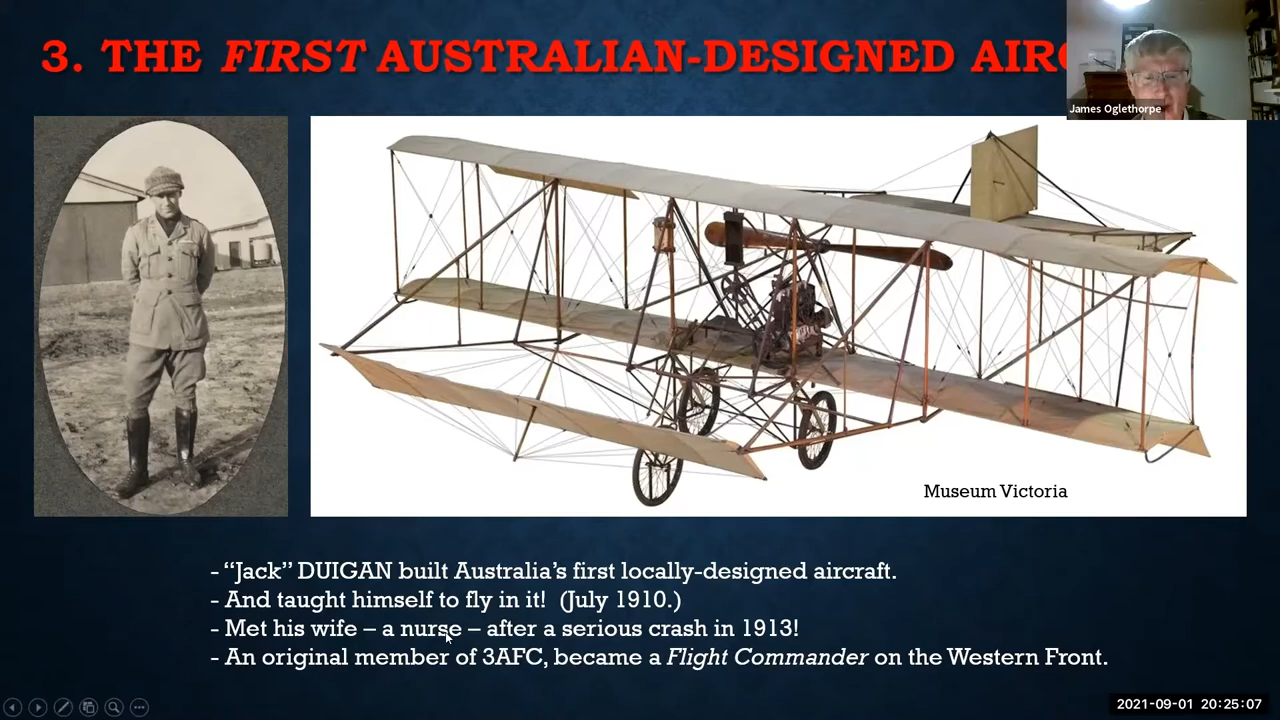 3. THE FIRST AUSTRALIAN-DESIGNED
James Oglethorpe
Museum Victoria
- “Jack” DUIGAN built Australia’s first locally-designed aircraft.
- And taught himself to fly in it!  (July 1910.)
- Met his wife – a nurse – after a serious crash in 1913!
- An original member of 3AFC, became a Flight Commander on the Western Front.
2021-09-01 20:25:07